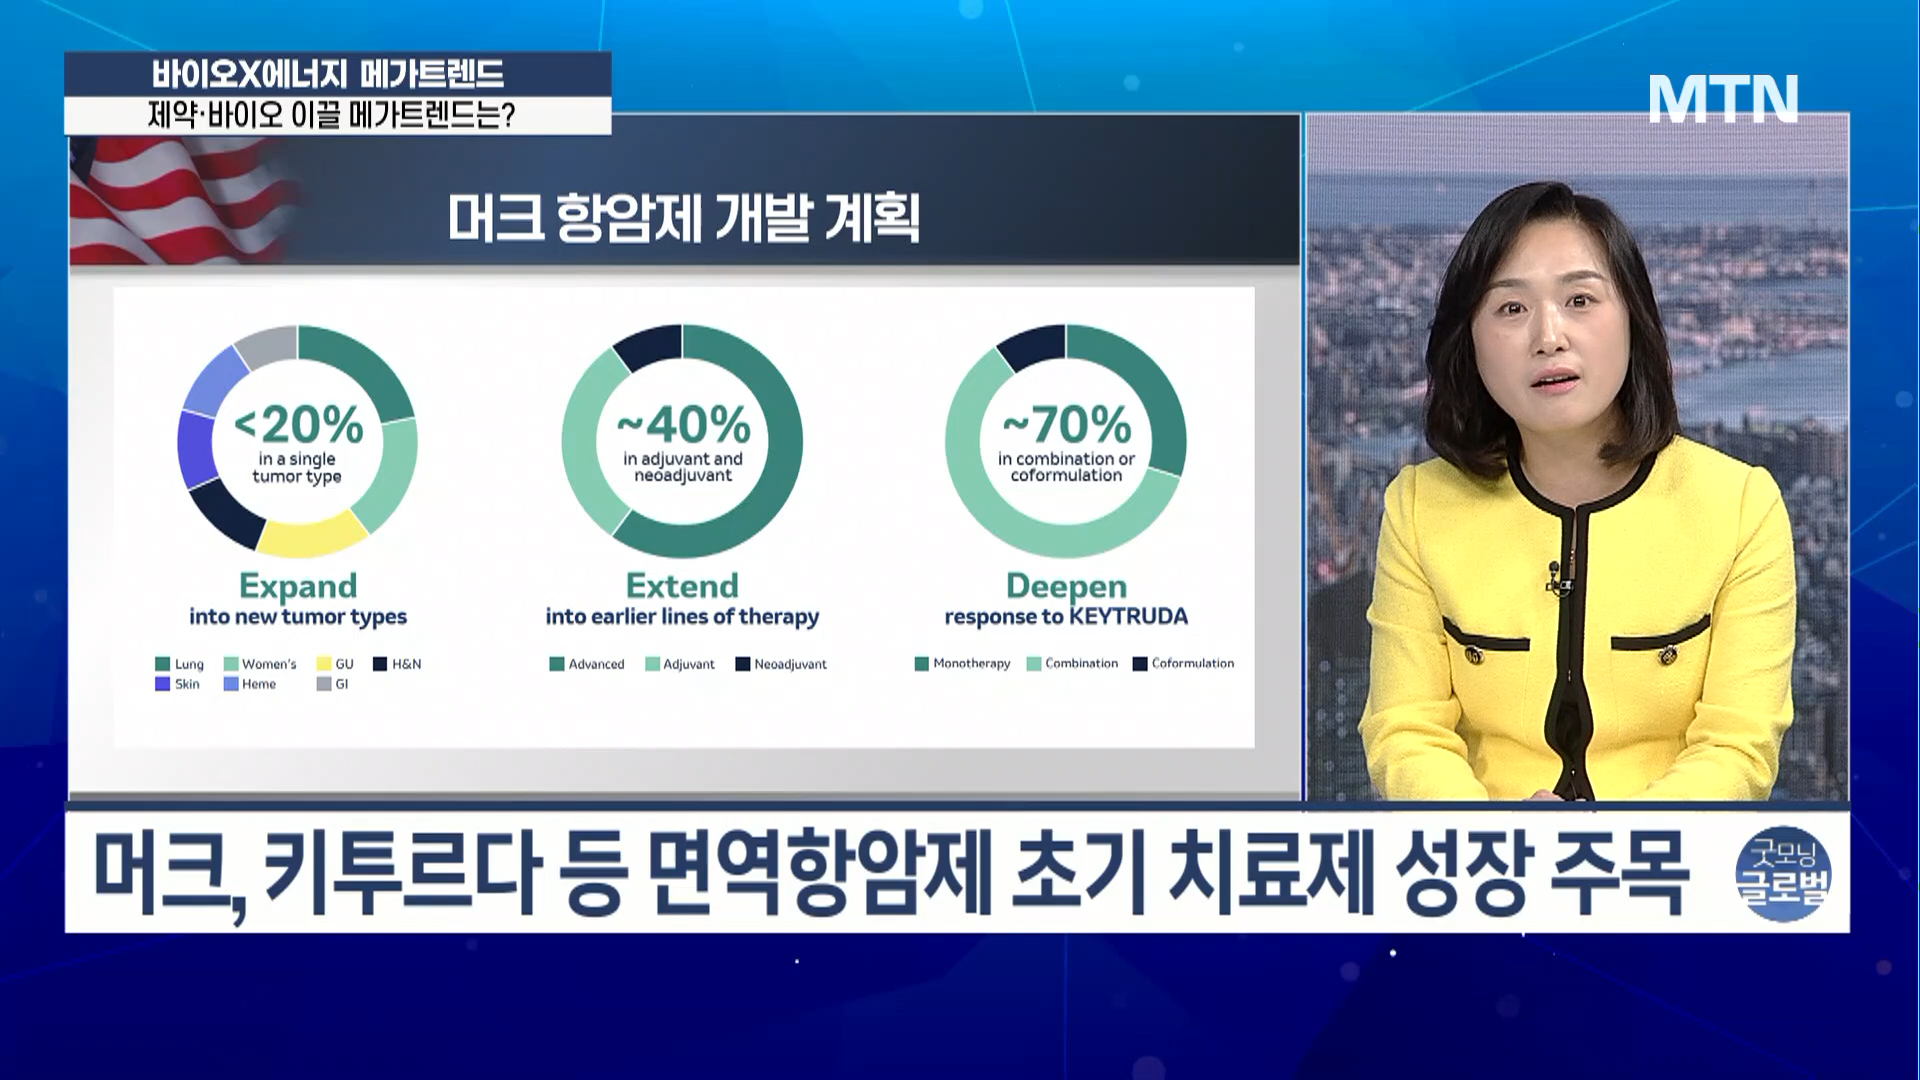 바이오X에너지 메가트렌드
제약·바이오 이끌 메가트렌드는?
MTN
머크 항암제 개발 계획
<20%
in a single
tumor type
Expand
into new tumor types
Lung Women's GU H&N
Skin Heme GI
~40%
in adjuvant and
neoadjuvant
Extend
into earlier lines of therapy
Advanced Adjuvant Neoadjuvant
~70%
in combination or
coformulation
Deepen
response to KEYTRUDA
Monotherapy Combination Coformulation
머크, 키투르다 등 면역항암제 초기 치료제 성장 주목
굿모닝
글로벌